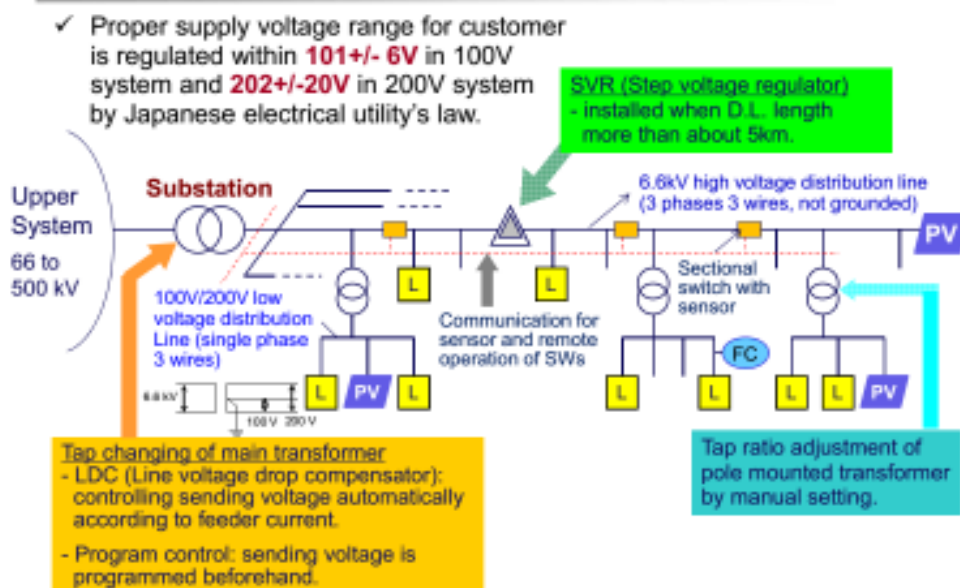 ✓ Proper supply voltage range for customer
is regulated within 101+/- 6V in 100V
system and 202+/-20V in 200V system
by Japanese electrical utility's law.
SVR (Step voltage regulator)
- installed when D.L. length
more than about 5km.
Upper
System
66 to
500 kV
Substation
6.6kV high voltage distribution line
(3 phases 3 wires, not grounded)
PV
L
L
Sectional
switch with
sensor
100V/200V low
voltage distribution
Line (single phase
3 wires)
Communication for
sensor and remote
operation of SWs
FC
L
PV
L
L
L
L
L
PV
6.6 kV
100 V
200 V
Tap changing of main transformer
- LDC (Line voltage drop compensator):
controlling sending voltage automatically
according to feeder current.
- Program control: sending voltage is
programmed beforehand.
Tap ratio adjustment of
pole mounted transformer
by manual setting.